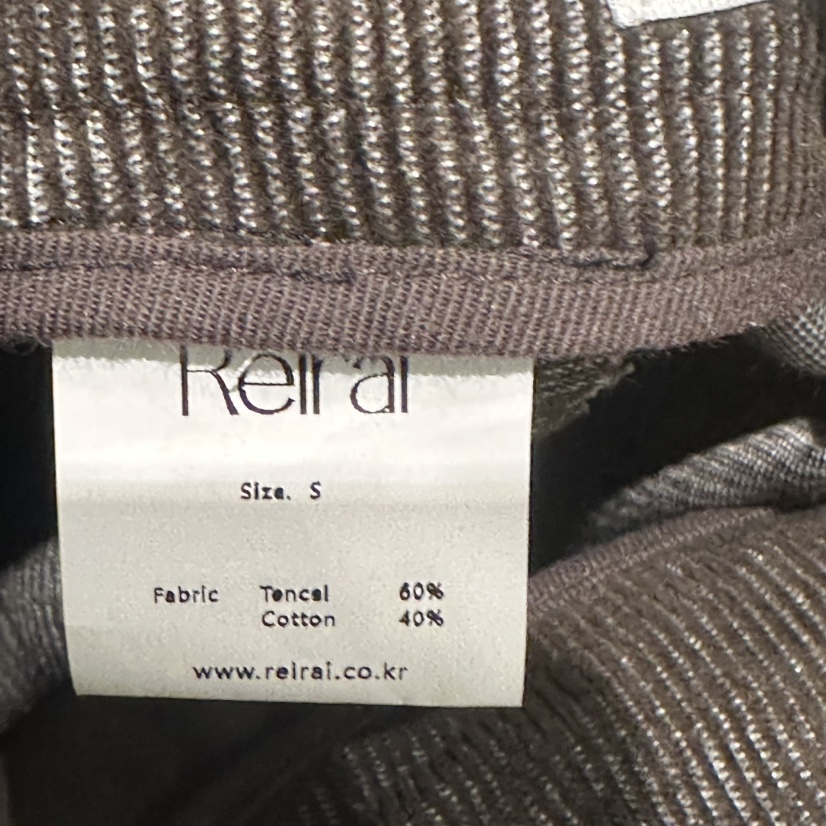 Reirai
Size. S
Fabric Tencel 60%
Cotton 40%
www.reirai.co.kr